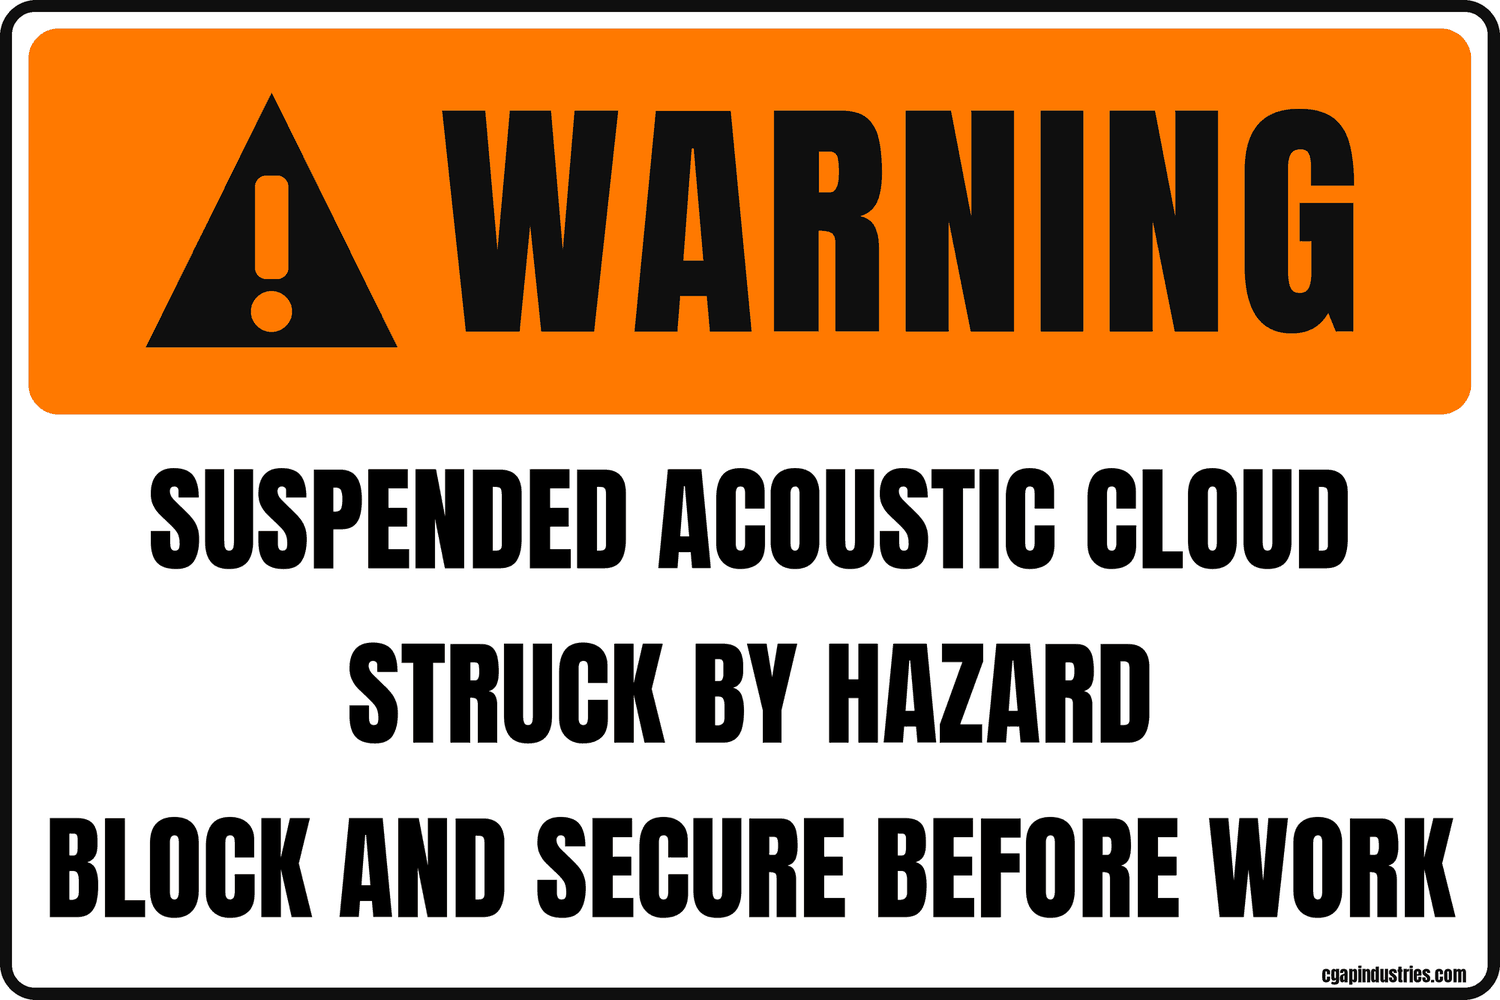 WARNING
SUSPENDED ACOUSTIC CLOUD
STRUCK BY HAZARD
BLOCK AND SECURE BEFORE WORK
cgapindustries.com